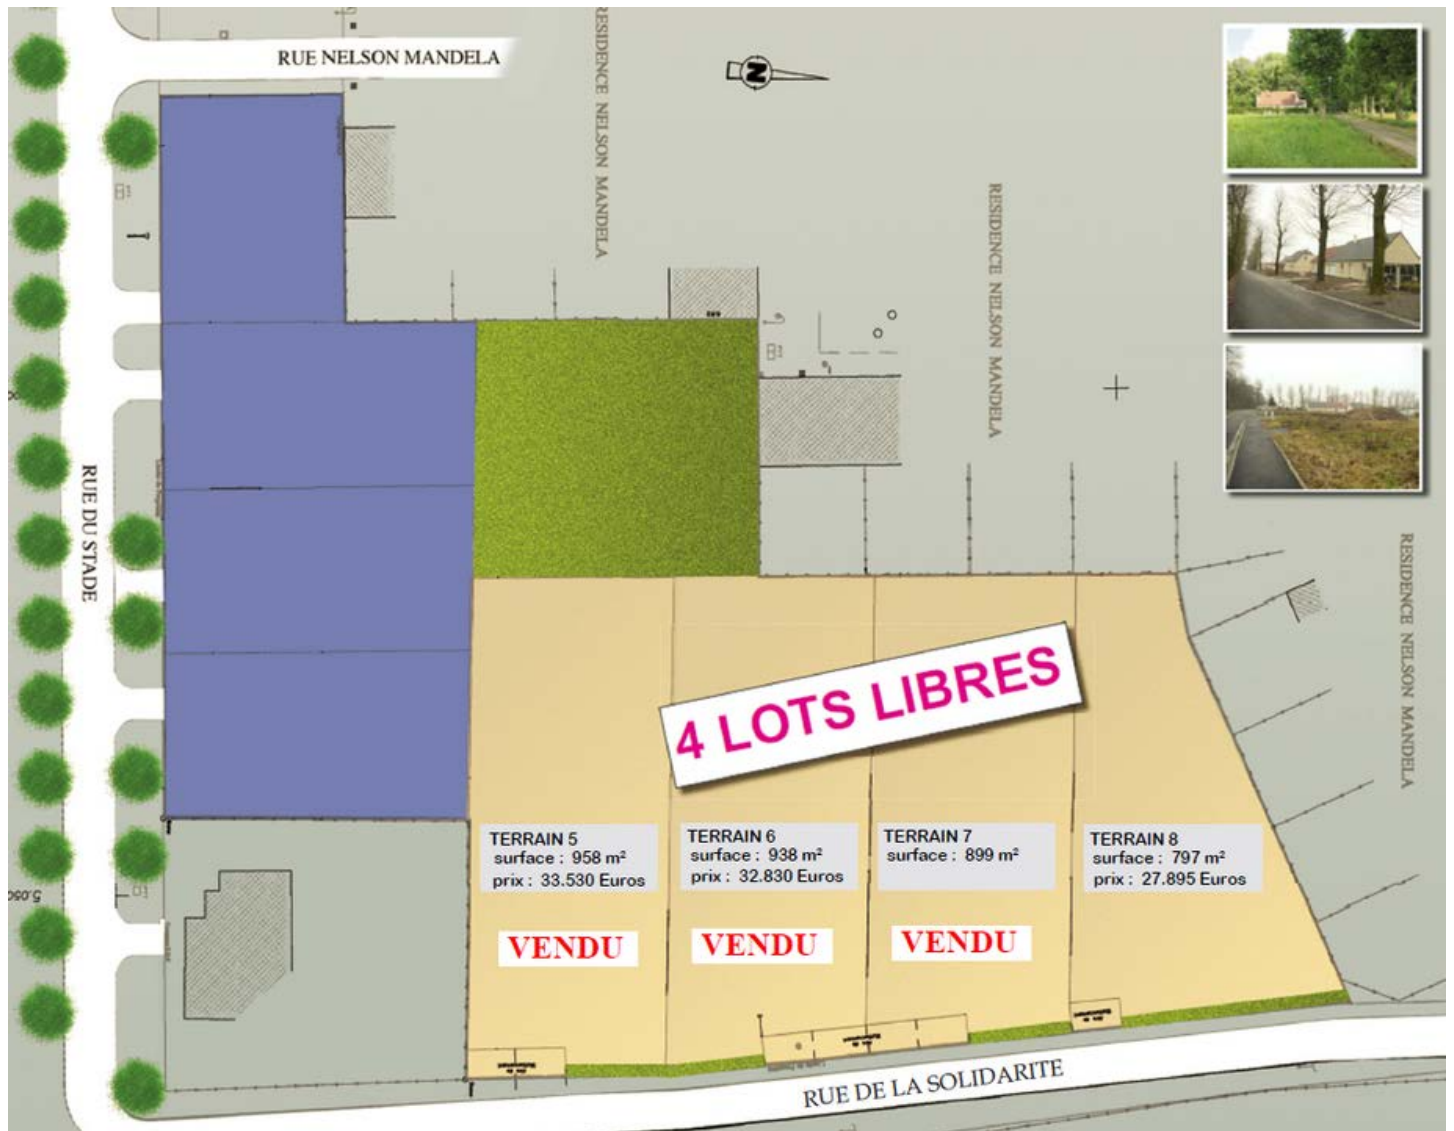 RUE NELSON MANDELA
RESIDENCE NELSON MANDELA
N
RESIDENCE NELSON MANDELA
RUE DU STADE
RESIDENCE NELSON MANDELA
4 LOTS LIBRES
TERRAIN 5
surface : 958 m²
prix : 33.530 Euros
VENDU
TERRAIN 6
surface : 938 m²
prix : 32.830 Euros
VENDU
TERRAIN 7
surface : 899 m²
VENDU
TERRAIN 8
surface : 797 m²
prix : 27.895 Euros
RUE DE LA SOLIDARITE